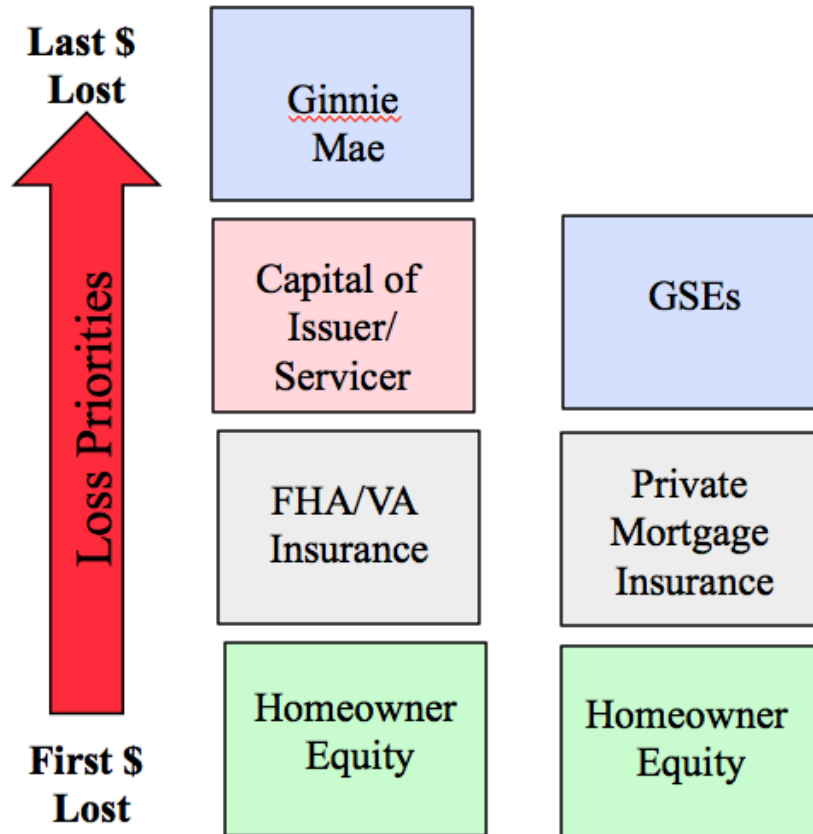 Last $
Lost
Ginnie
Mae
Capital of
Issuer/
Servicer
GSEs
Loss Priorities
FHA/VA
Insurance
Private
Mortgage
Insurance
Homeowner
Equity
Homeowner
Equity
First $
Lost